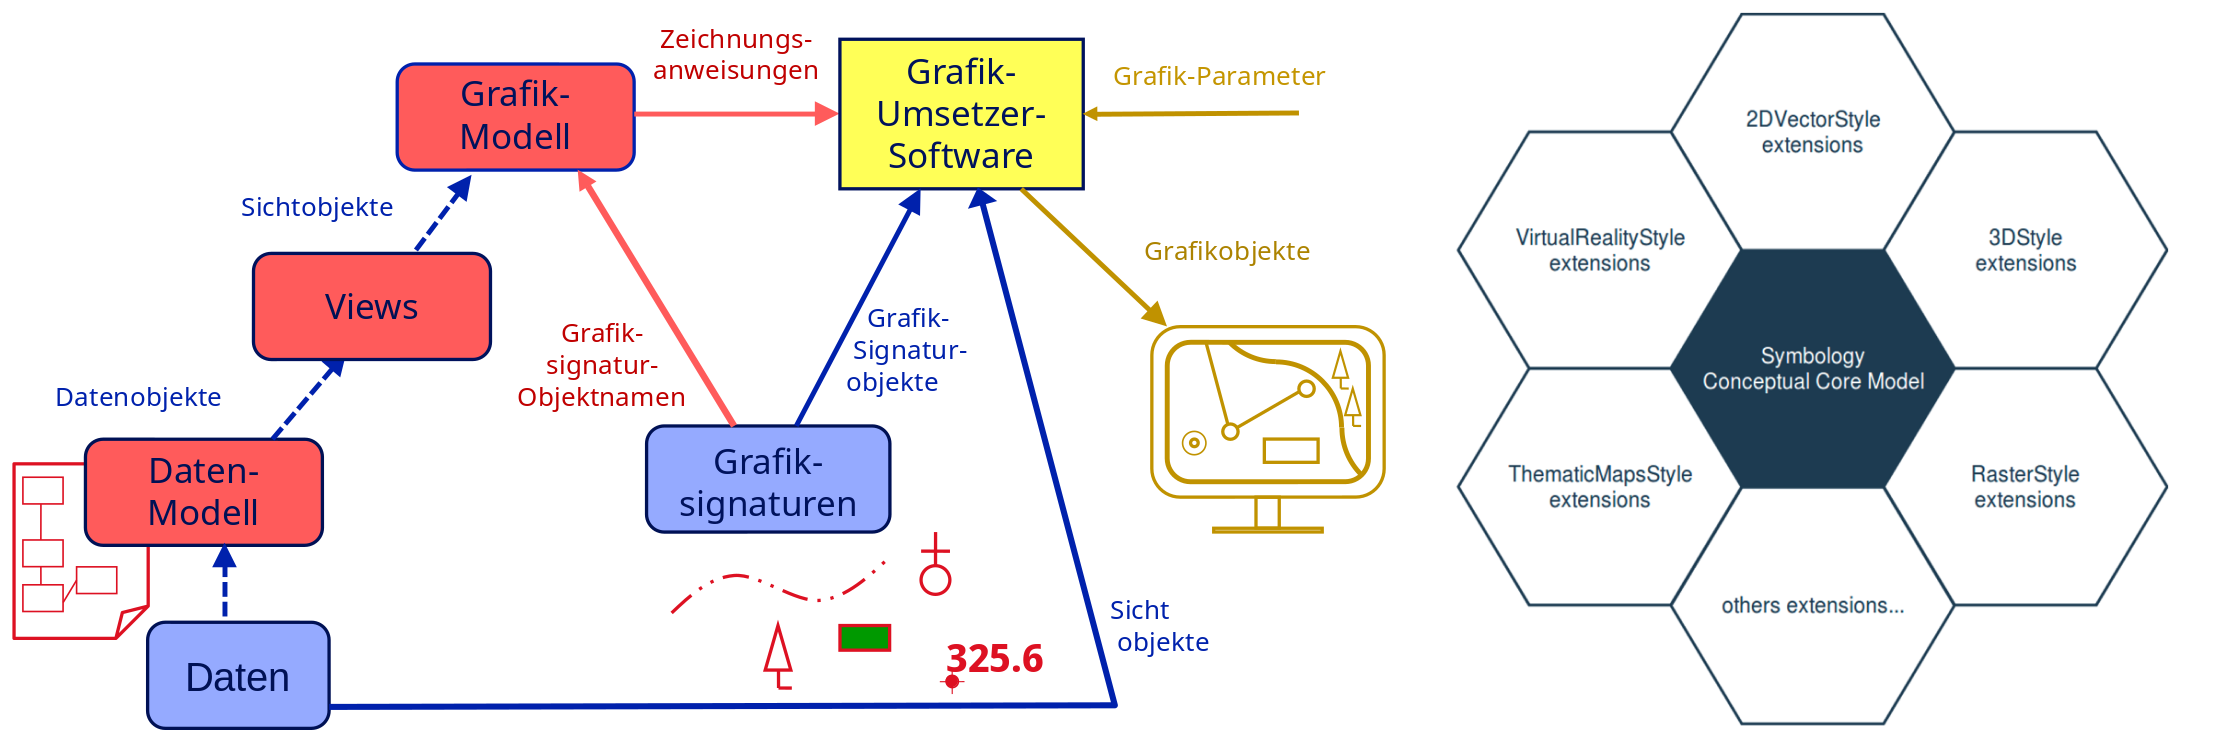 Zeichnungs-
anweisungen
Grafik-
Modell
Grafik-
Umsetzer-
Software
Grafik-Parameter
Sichtobjekte
Views
Grafikobjekte
Grafik-
signatur-
Objektnamen
Grafik-
Signatur-
objekte
Datenobjekte
Daten-
Modell
Grafik-
signaturen
325.6
Sicht
objekte
Daten
2DVectorStyle
extensions
VirtualRealityStyle
extensions
3DStyle
extensions
Symbology
Conceptual Core Model
ThematicMapsStyle
extensions
RasterStyle
extensions
others extensions...